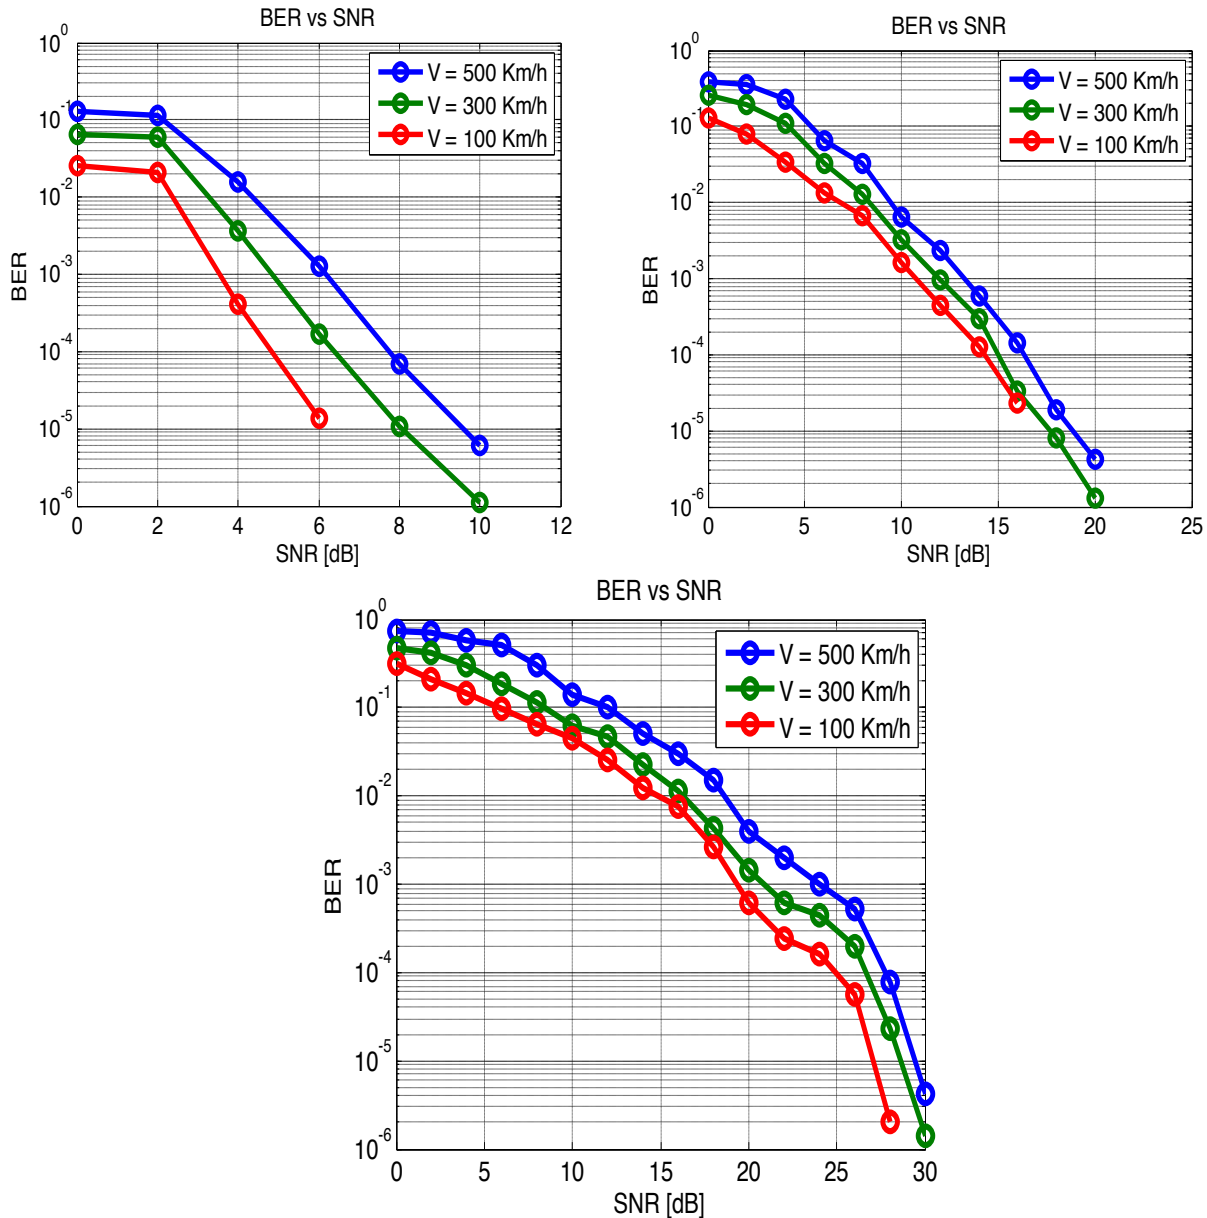 BER vs SNR
10^0
10^-1
10^-2
10^-3
10^-4
10^-5
10^-6
BER
V = 500 Km/h
V = 300 Km/h
V = 100 Km/h
0 2 4 6 8 10 12
SNR [dB]
BER vs SNR
10^0
10^-1
10^-2
10^-3
10^-4
10^-5
10^-6
BER
V = 500 Km/h
V = 300 Km/h
V = 100 Km/h
0 5 10 15 20 25
SNR [dB]
BER vs SNR
10^0
10^-1
10^-2
10^-3
10^-4
10^-5
10^-6
BER
V = 500 Km/h
V = 300 Km/h
V = 100 Km/h
0 5 10 15 20 25 30
SNR [dB]